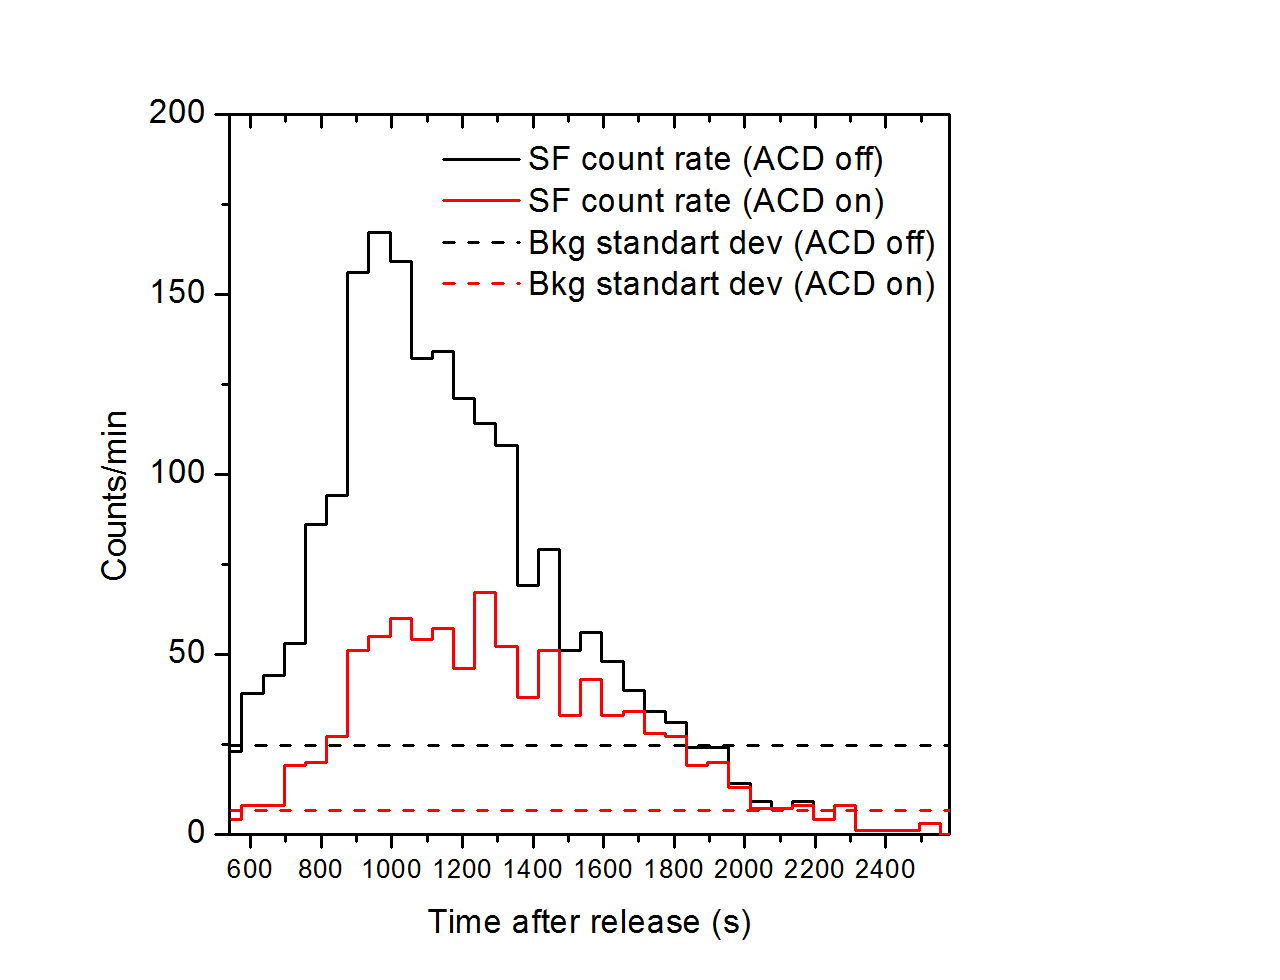 200
SF count rate (ACD off)
SF count rate (ACD on)
Bkg standart dev (ACD off)
Bkg standart dev (ACD on)
150
100
50
0
Counts/min
600 800 1000 1200 1400 1600 1800 2000 2200 2400
Time after release (s)